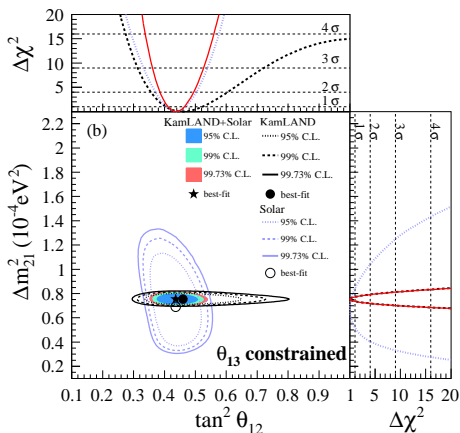 20
15
10
5
Δχ²
4 σ
3 σ
2 σ
1 σ
(b)
KamLAND+Solar
95% C.L.
99% C.L.
99.73% C.L.
best-fit
KamLAND
95% C.L.
99% C.L.
99.73% C.L.
best-fit
Solar
95% C.L.
99% C.L.
99.73% C.L.
best-fit
θ₁₃ constrained
2.2
2
1.8
1.6
1.4
1.2
1
0.8
0.6
0.4
0.2
Δm²₂₁ (10⁻⁴eV²)
0.1 0.2 0.3 0.4 0.5 0.6 0.7 0.8 0.9
tan² θ₁₂
1σ
2σ
3σ
4σ
1 5 10 15 20
Δχ²